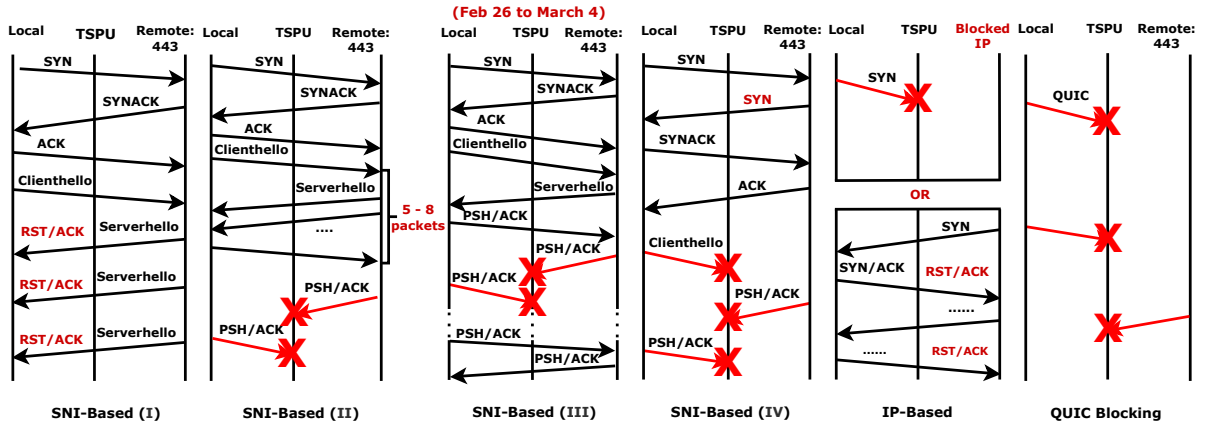 Local
TSPU
Remote:
443
SYN
SYNACK
ACK
Clienthello
RST/ACK
Serverhello
RST/ACK
Serverhello
RST/ACK
Serverhello
SNI-Based (I)
Local
TSPU
Remote:
443
SYN
SYNACK
ACK
Clienthello
Serverhello
....
5 - 8
packets
PSH/ACK
PSH/ACK
SNI-Based (II)
(Feb 26 to March 4)
Local
TSPU
Remote:
443
SYN
SYNACK
ACK
Clienthello
Serverhello
PSH/ACK
PSH/ACK
PSH/ACK
PSH/ACK
PSH/ACK
SNI-Based (III)
Local
TSPU
Remote:
443
SYN
SYN
SYNACK
ACK
Clienthello
PSH/ACK
PSH/ACK
SNI-Based (IV)
Local
TSPU
Blocked
IP
SYN
OR
SYN
SYN/ACK
RST/ACK
......
......
RST/ACK
IP-Based
Local
TSPU
Remote:
443
QUIC
QUIC Blocking